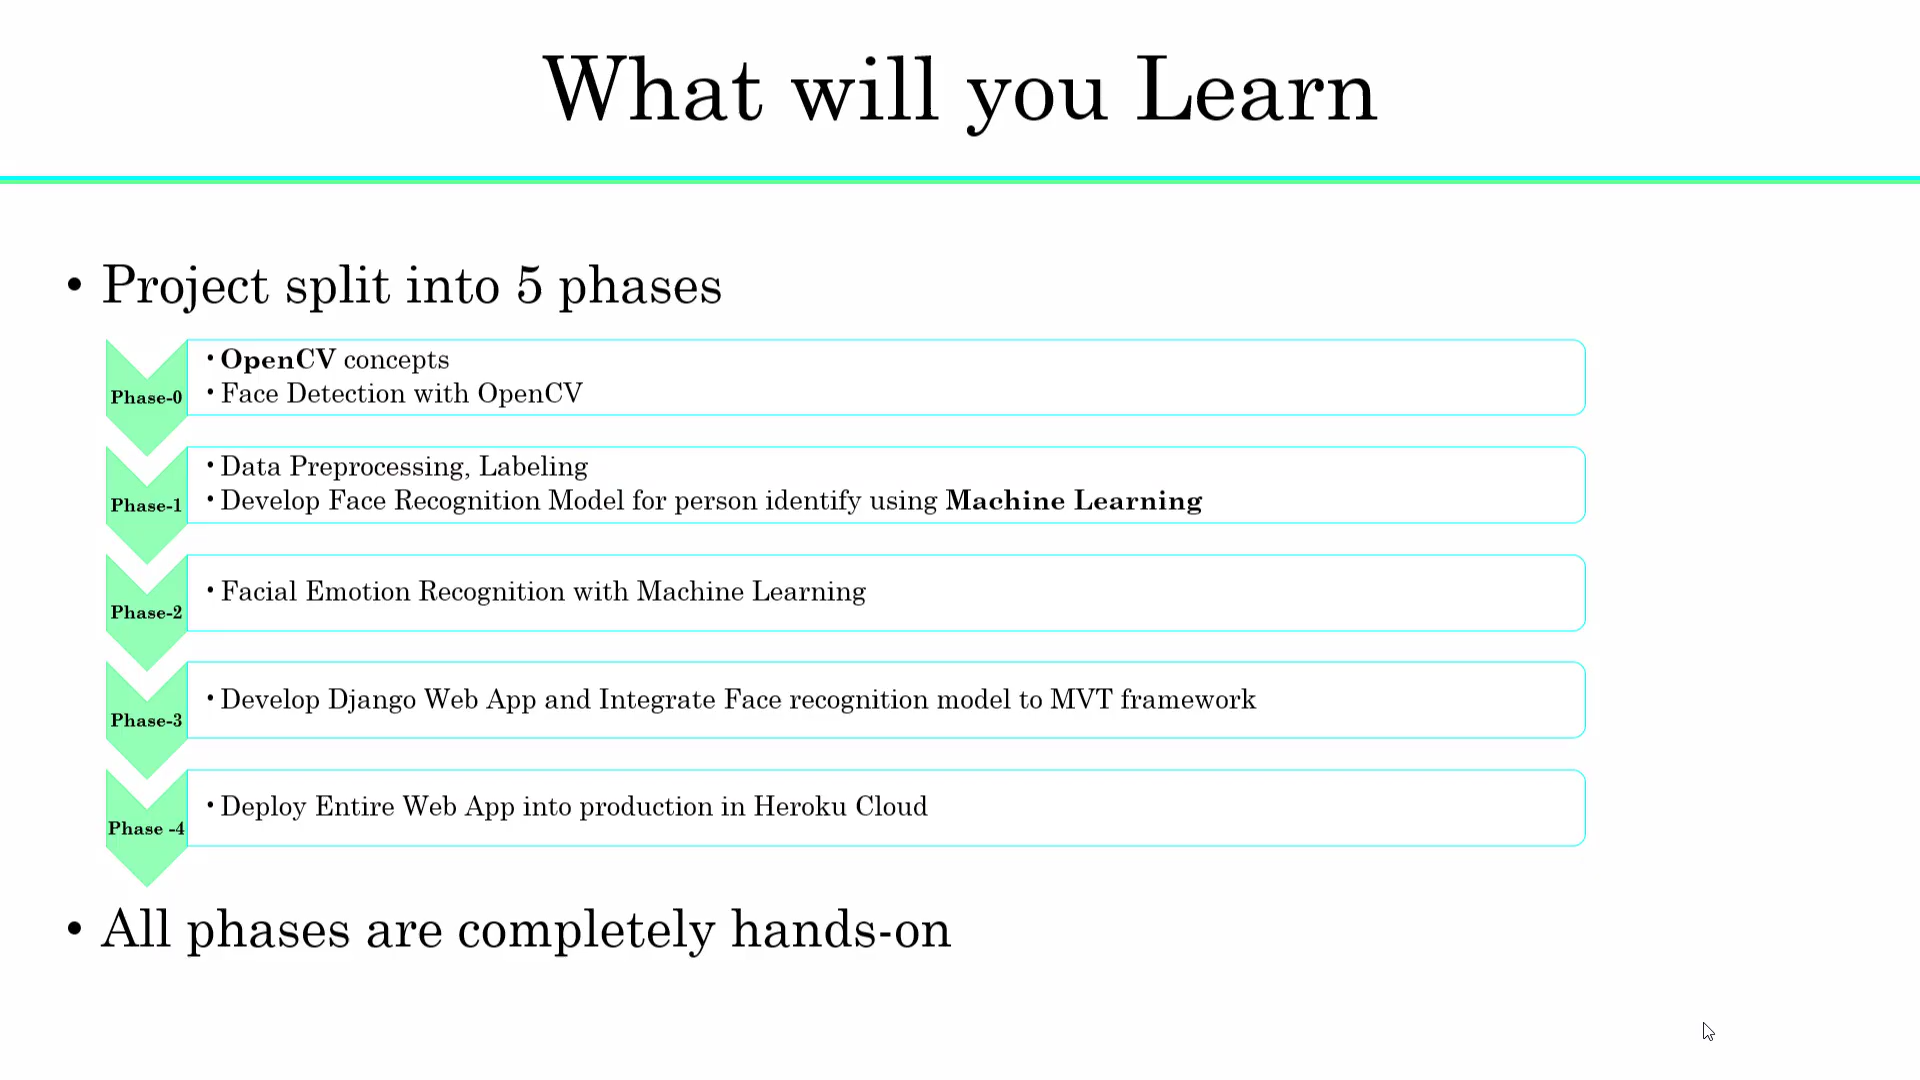 What will you Learn
• Project split into 5 phases
Phase-0
• OpenCV concepts
• Face Detection with OpenCV
Phase-1
• Data Preprocessing, Labeling
• Develop Face Recognition Model for person identify using Machine Learning
Phase-2
• Facial Emotion Recognition with Machine Learning
Phase-3
• Develop Django Web App and Integrate Face recognition model to MVT framework
Phase -4
• Deploy Entire Web App into production in Heroku Cloud
• All phases are completely hands-on